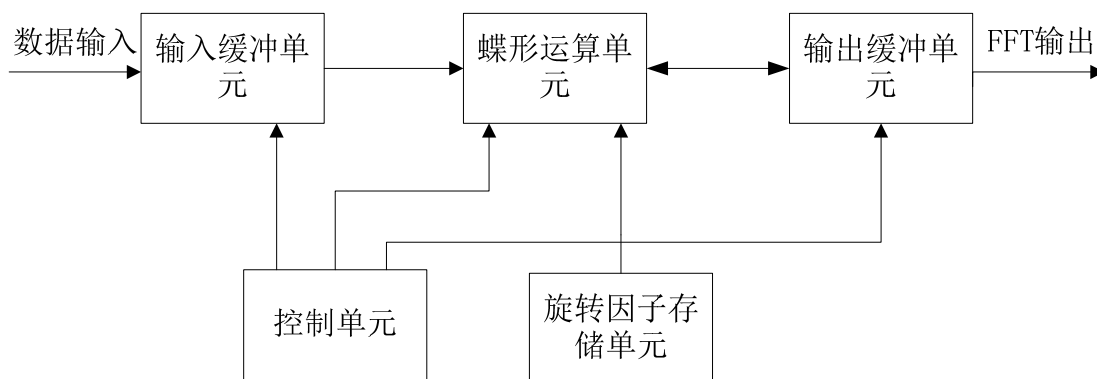 数据输入
输入缓冲单
元
蝶形运算单
元
输出缓冲单
元
FFT输出
控制单元
旋转因子存
储单元